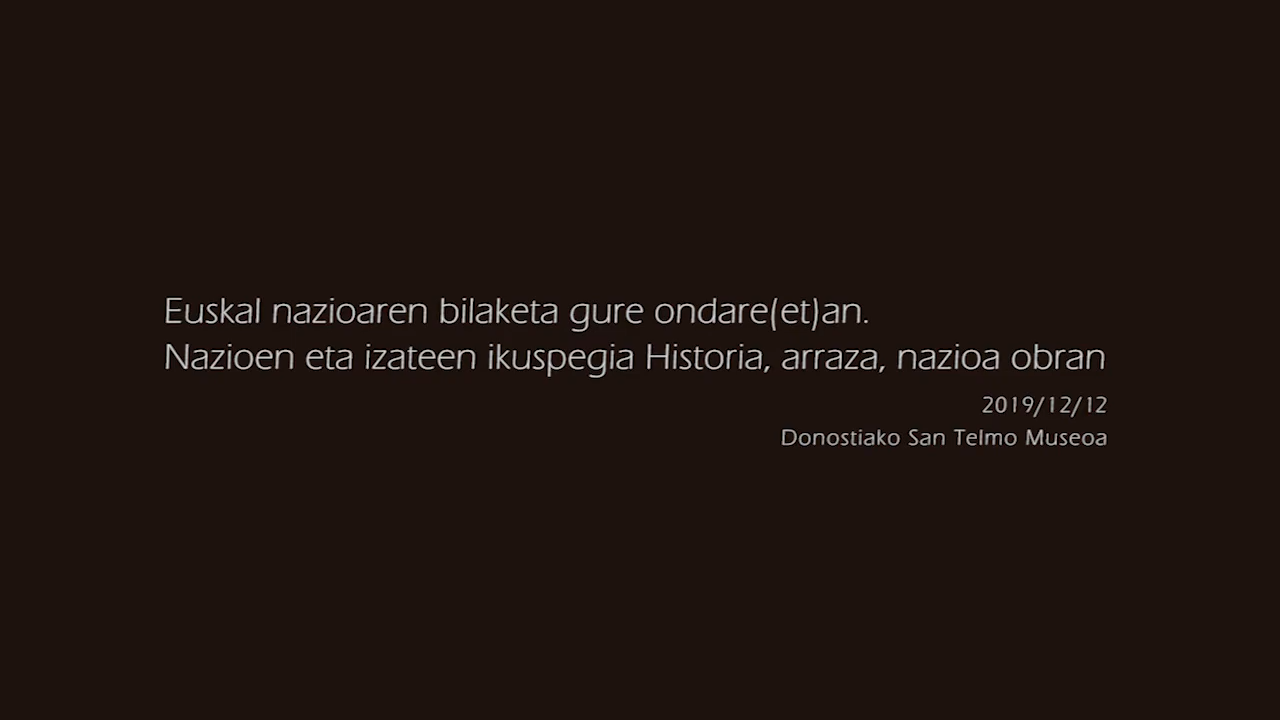 Euskal nazioaren bilaketa gure ondare(et)an.
Nazioen eta izateen ikuspegia Historia, arraza, nazioa obran
2019/12/12
Donostiako San Telmo Museoa